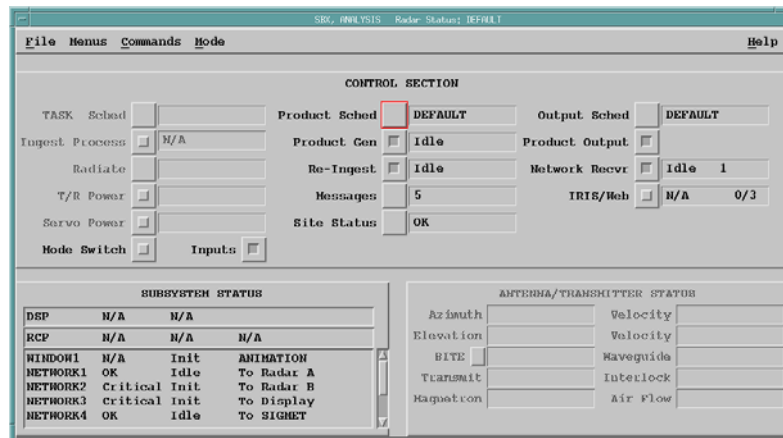 SBX, ANALYSIS Radar Status: DEFAULT
File Menus Commands Mode Help
CONTROL SECTION
TASK Sched Product Sched DEFAULT Output Sched DEFAULT
Ingest Process N/A Product Gen Idle Product Output
Radiate Re-Ingest Idle Network Recvr Idle 1
T/R Power Messages 5 IRIS/Web N/A 0/3
Servo Power Site Status OK
Mode Switch Inputs
SUBSYSTEM STATUS
DSP N/A N/A
RCP N/A N/A N/A
WINDOW1 N/A Init ANIMATION
NETWORK1 OK Idle To Radar A
NETWORK2 Critical Init To Radar B
NETWORK3 Critical Init To Display
NETWORK4 OK Idle To SIGMET
ANTENNA/TRANSMITTER STATUS
Azimuth Velocity
Elevation Velocity
BITE Waveguide
Transmit Interlock
Magnetron Air Flow